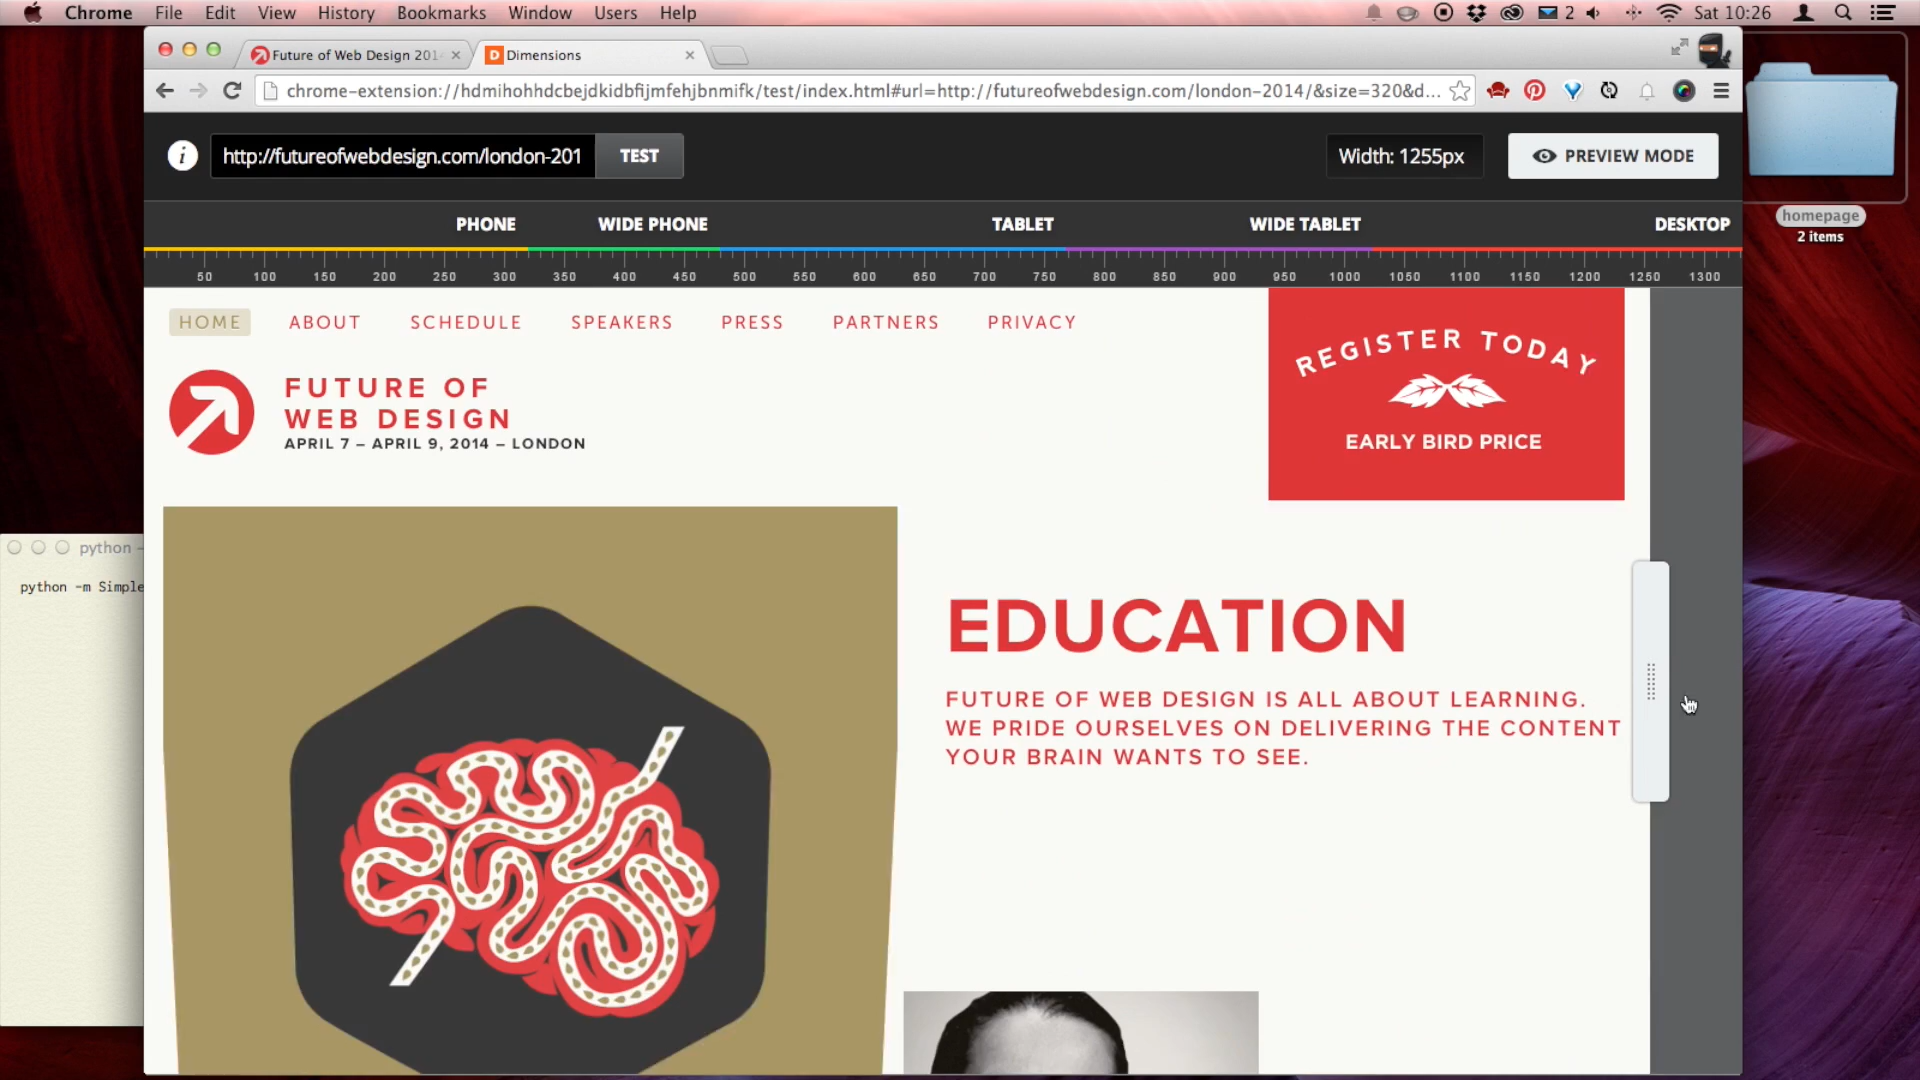 Chrome File Edit View History Bookmarks Window Users Help 2 Sat 10:26
Future of Web Design 201 Dimensions
chrome-extension://hdmihohhdcbejdkidbfijmfehjbnmifk/test/index.html#url=http://futureofwebdesign.com/london-2014/&size=320&d...
i http://futureofwebdesign.com/london-201 TEST Width: 1255px PREVIEW MODE
homepage
2 items
PHONE WIDE PHONE TABLET WIDE TABLET DESKTOP
50 100 150 200 250 300 350 400 450 500 550 600 650 700 750 800 850 900 950 1000 1050 1100 1150 1200 1250 1300
HOME ABOUT SCHEDULE SPEAKERS PRESS PARTNERS PRIVACY
REGISTER TODAY
EARLY BIRD PRICE
FUTURE OF
WEB DESIGN
APRIL 7 – APRIL 9, 2014 – LONDON
python –
python -m Simple
EDUCATION
FUTURE OF WEB DESIGN IS ALL ABOUT LEARNING.
WE PRIDE OURSELVES ON DELIVERING THE CONTENT
YOUR BRAIN WANTS TO SEE.